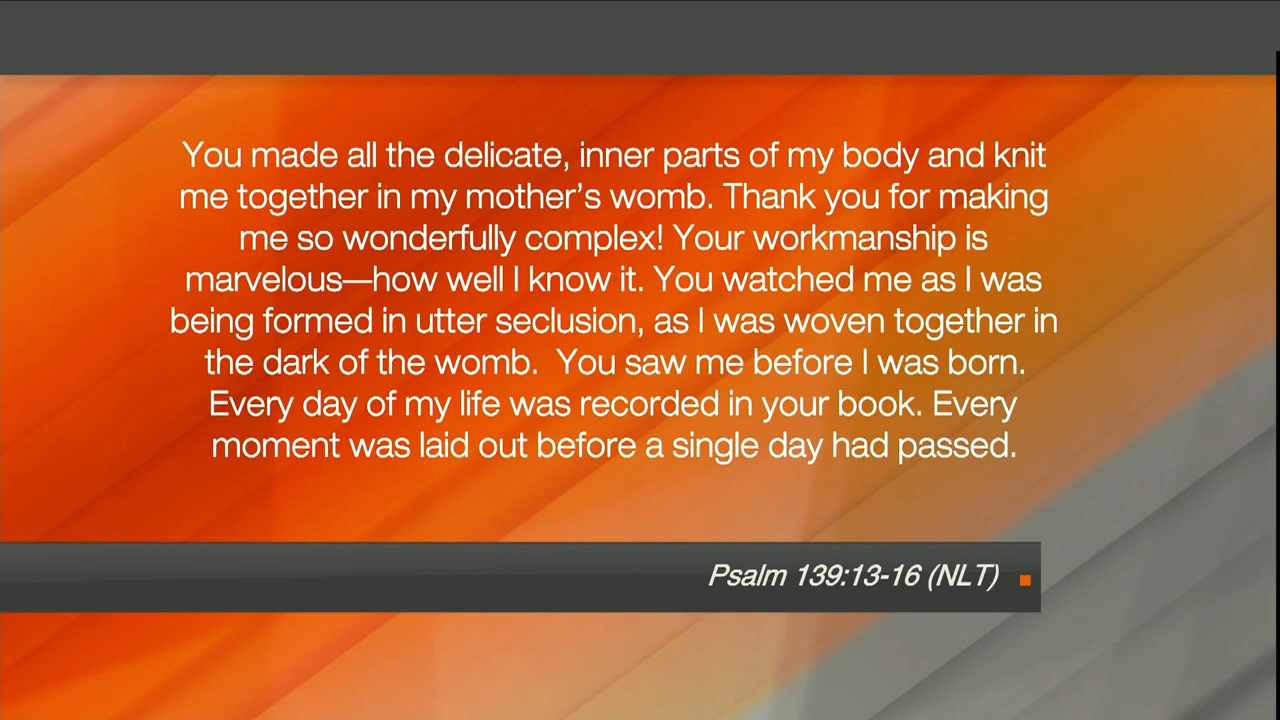 You made all the delicate, inner parts of my body and knit
me together in my mother’s womb. Thank you for making
me so wonderfully complex! Your workmanship is
marvelous—how well I know it. You watched me as I was
being formed in utter seclusion, as I was woven together in
the dark of the womb.  You saw me before I was born.
Every day of my life was recorded in your book. Every
moment was laid out before a single day had passed.
Psalm 139:13-16 (NLT)